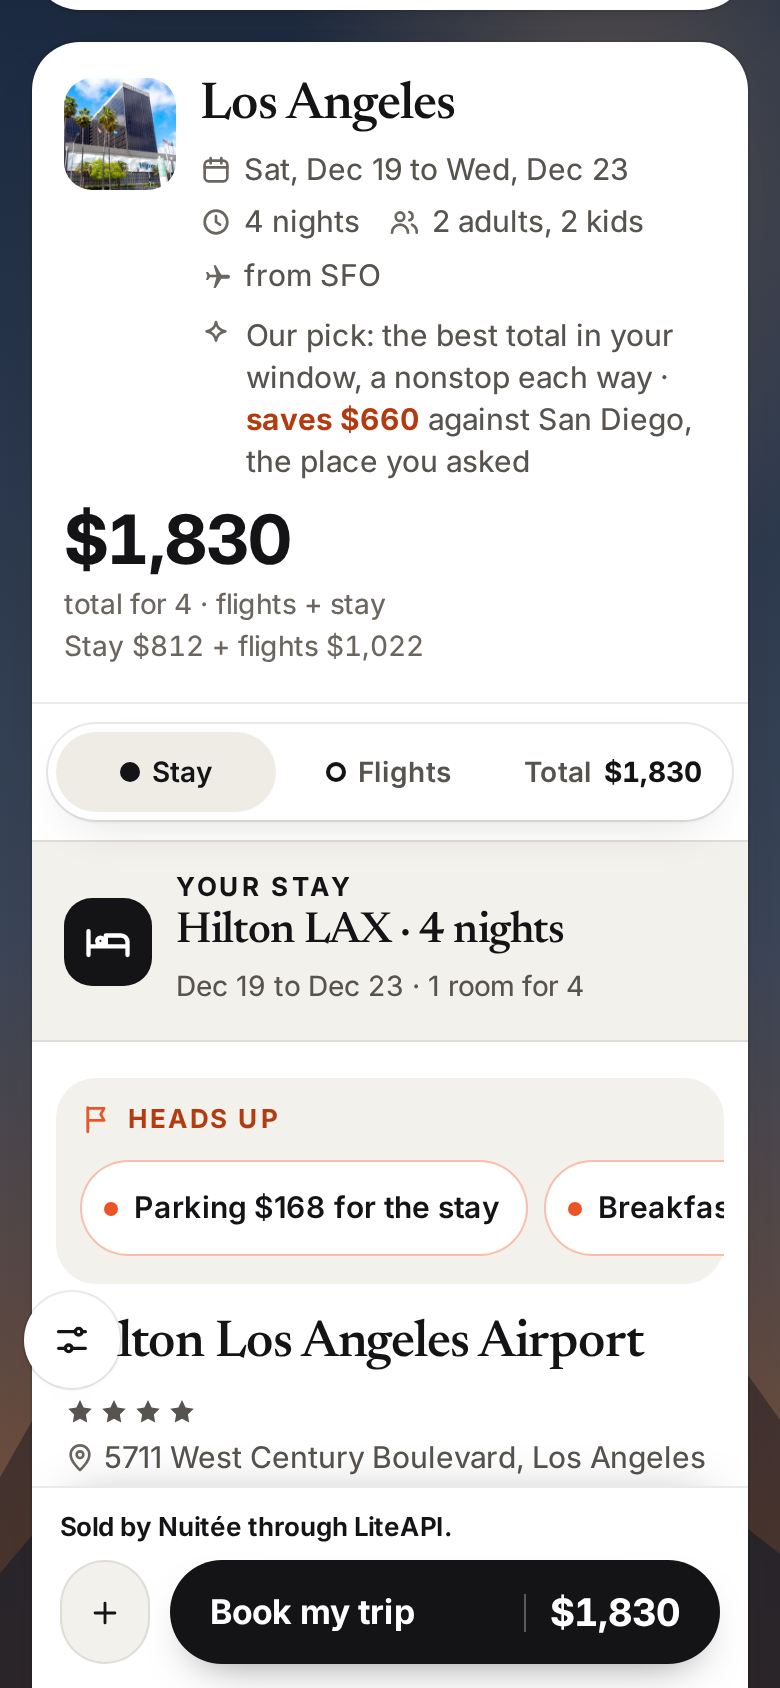 Los Angeles
Sat, Dec 19 to Wed, Dec 23
4 nights 2 adults, 2 kids
from SFO
Our pick: the best total in your
window, a nonstop each way ·
saves $660 against San Diego,
the place you asked
$1,830
total for 4 · flights + stay
Stay $812 + flights $1,022
Stay Flights Total $1,830
YOUR STAY
Hilton LAX · 4 nights
Dec 19 to Dec 23 · 1 room for 4
HEADS UP
Parking $168 for the stay
lton Los Angeles Airport
5711 West Century Boulevard, Los Angeles
Sold by Nuitée through LiteAPI.
Book my trip $1,830